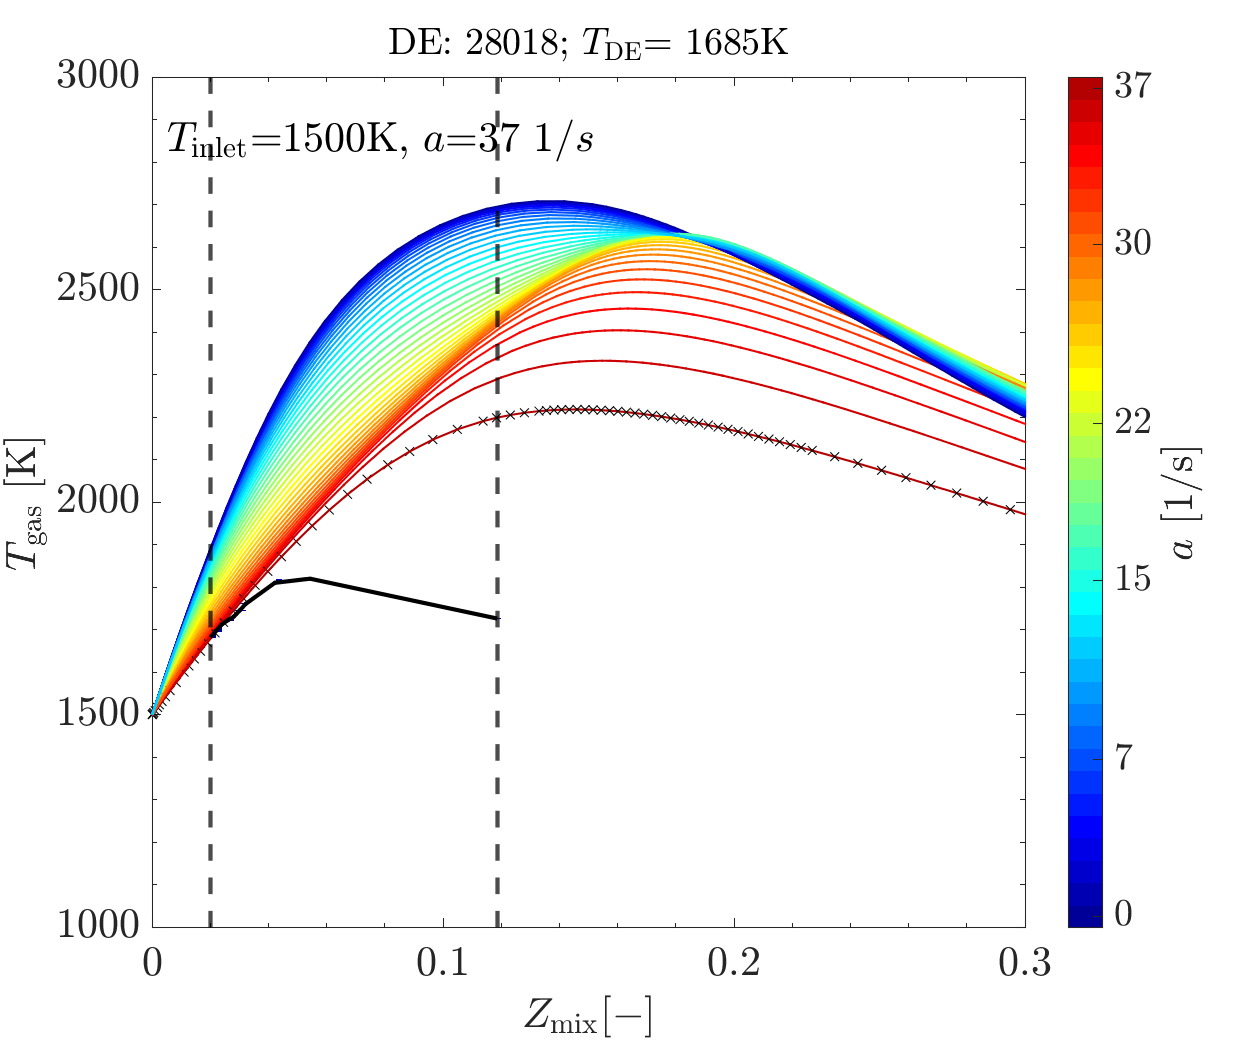 DE: 28018; T_DE= 1685K
3000
T_inlet=1500K, a=37 1/s
2500
2000
1500
1000
T_gas [K]
0 0.1 0.2 0.3
Z_mix[−]
37
30
22
15
7
0
a [1/s]